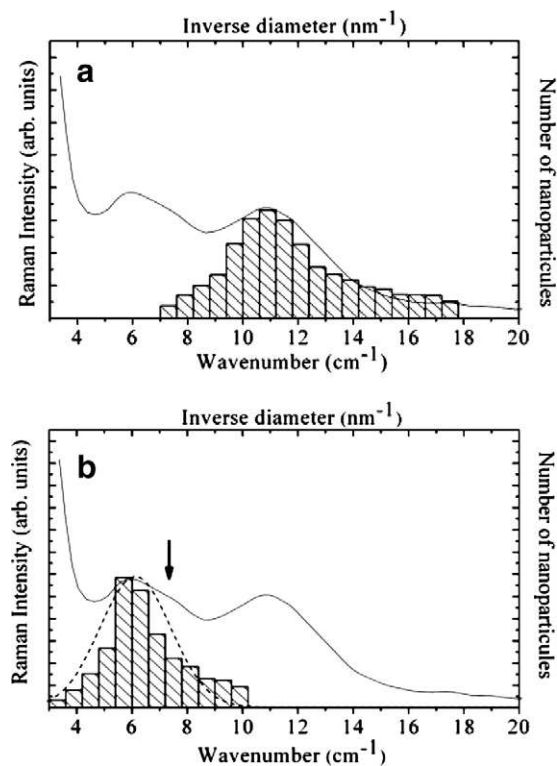 Inverse diameter (nm-1)
a
Raman Intensity (arb. units)
Number of nanoparticules
4 6 8 10 12 14 16 18 20
Wavenumber (cm-1)
Inverse diameter (nm-1)
b
Raman Intensity (arb. units)
Number of nanoparticules
4 6 8 10 12 14 16 18 20
Wavenumber (cm-1)